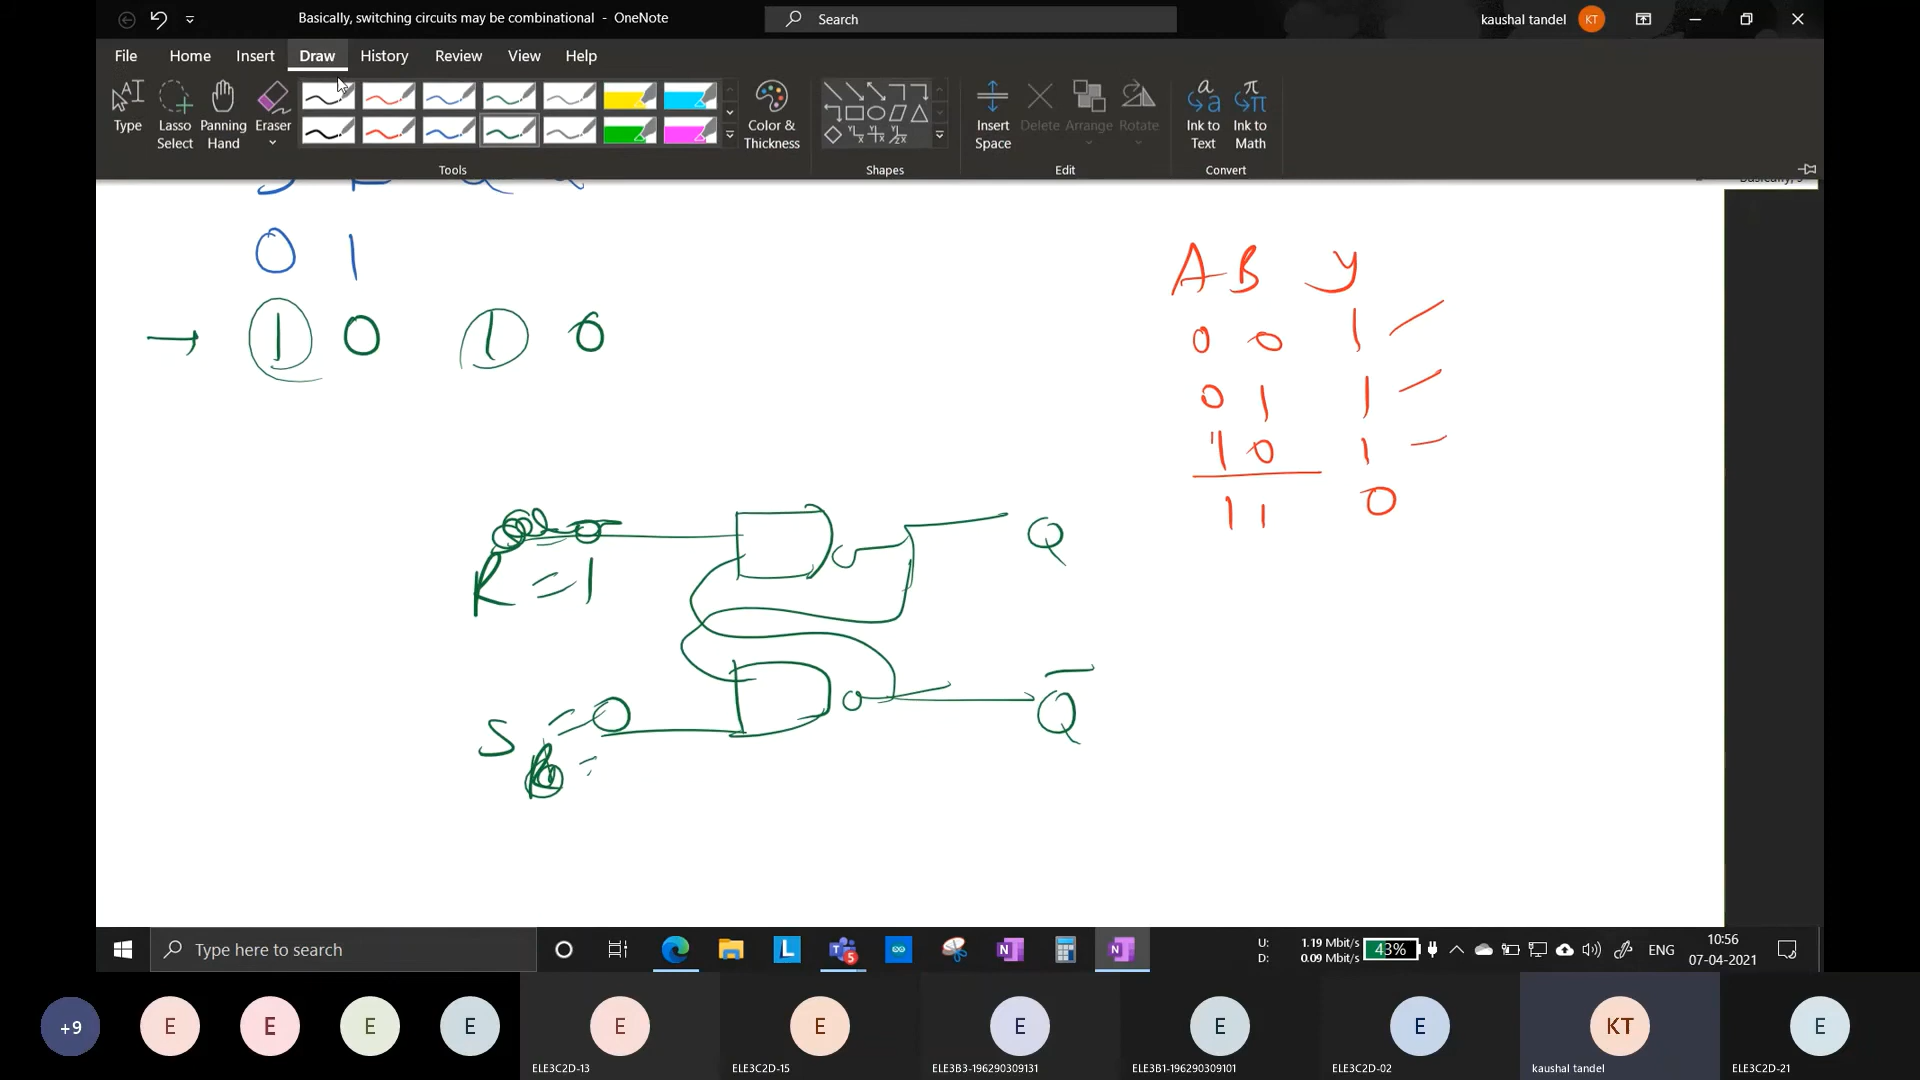 Basically, switching circuits may be combinational - OneNote
Search
kaushal tandel KT
File Home Insert Draw History Review View Help
Type
Lasso Select
Panning Hand
Eraser
Color & Thickness
Insert Space
Delete
Arrange
Rotate
Ink to Text
Ink to Math
Tools
Shapes
Edit
Convert
0 1
→ 1 0 1 0
A B y
0 0 1
0 1 1
1 0 1
1 1 0
Q
R = 1
S = 0
Q̅
Type here to search
U: 1.19 Mbit/s
D: 0.09 Mbit/s
43%
ENG
10:56
07-04-2021
+9 E E E E E E E E E KT E
ELE3C2D-13
ELE3C2D-15
ELE3B3-196290309131
ELE3B1-196290309101
ELE3C2D-02
kaushal tandel
ELE3C2D-21